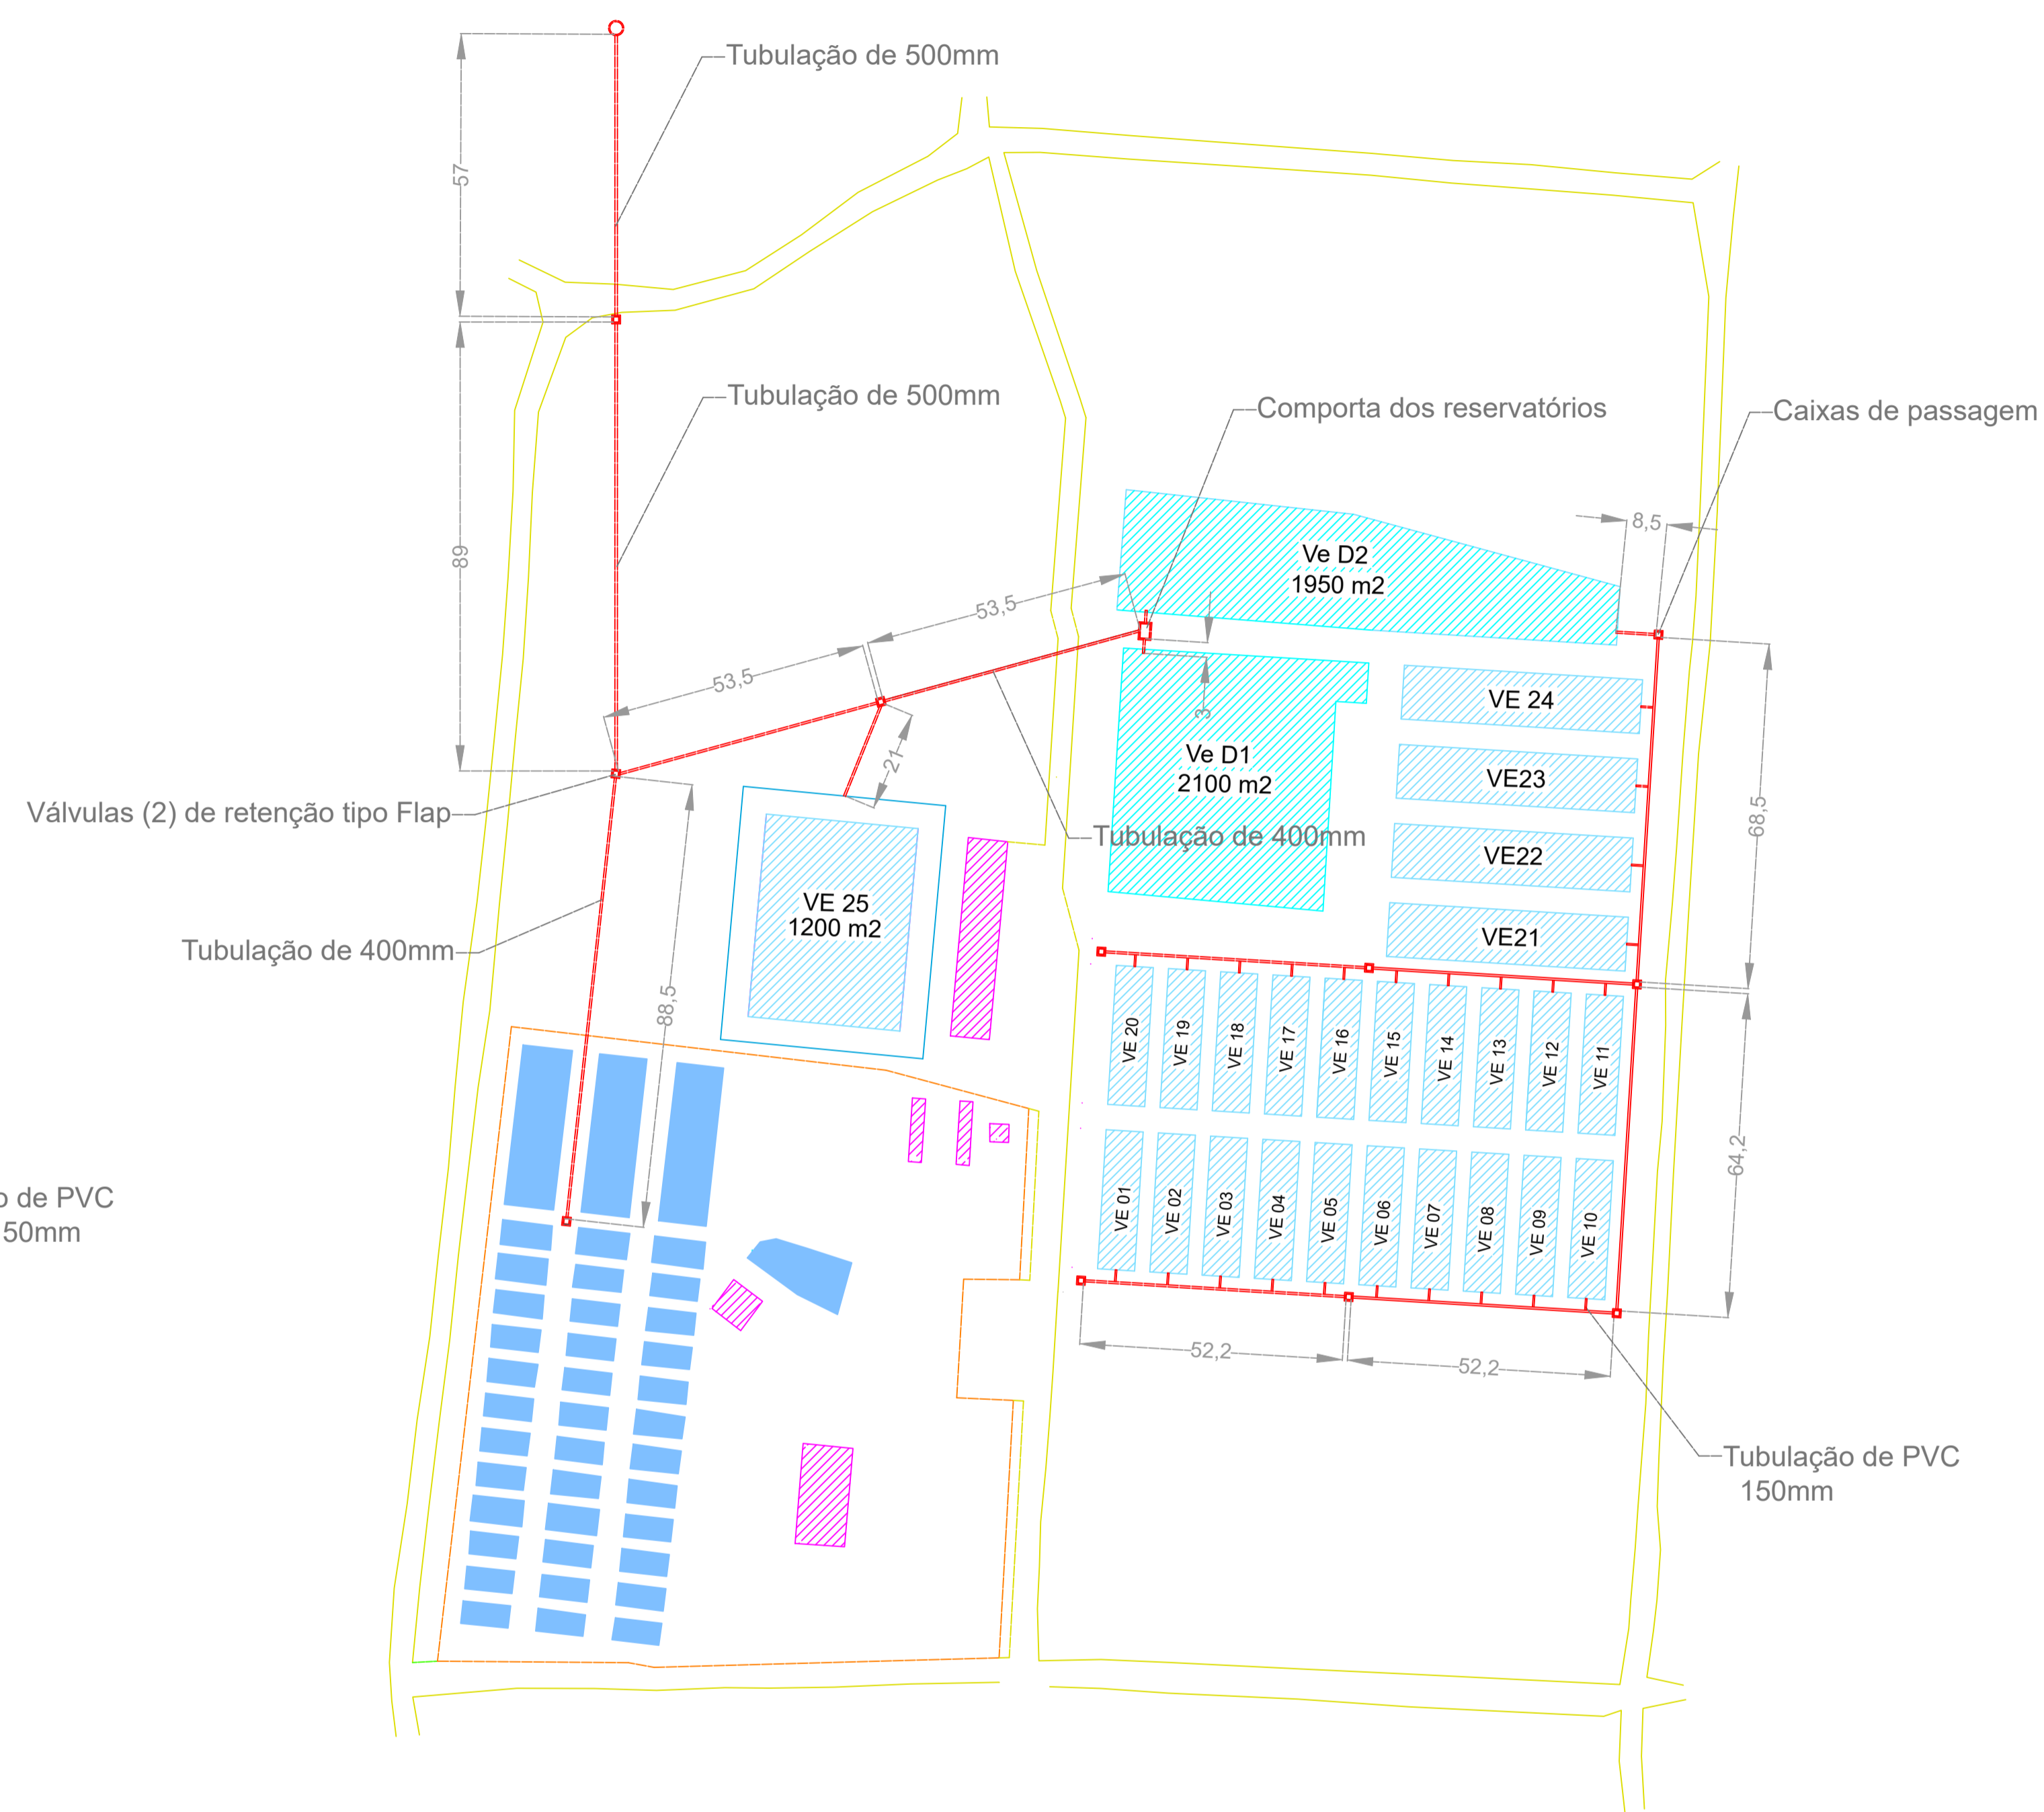 Tubulação de 500mm
57
Tubulação de 500mm
89
Comporta dos reservatórios
Caixas de passagem
8,5
Ve D2
1950 m2
53,5
53,5
3
21
VE 24
Ve D1
2100 m2
VE23
Válvulas (2) de retenção tipo Flap
Tubulação de 400mm
68,5
VE22
VE 25
1200 m2
VE21
Tubulação de 400mm
88,5
VE 20
VE 19
VE 18
VE 17
VE 16
VE 15
VE 14
VE 13
VE 12
VE 11
64,2
o de PVC
50mm
VE 01
VE 02
VE 03
VE 04
VE 05
VE 06
VE 07
VE 08
VE 09
VE 10
52,2
52,2
Tubulação de PVC
150mm